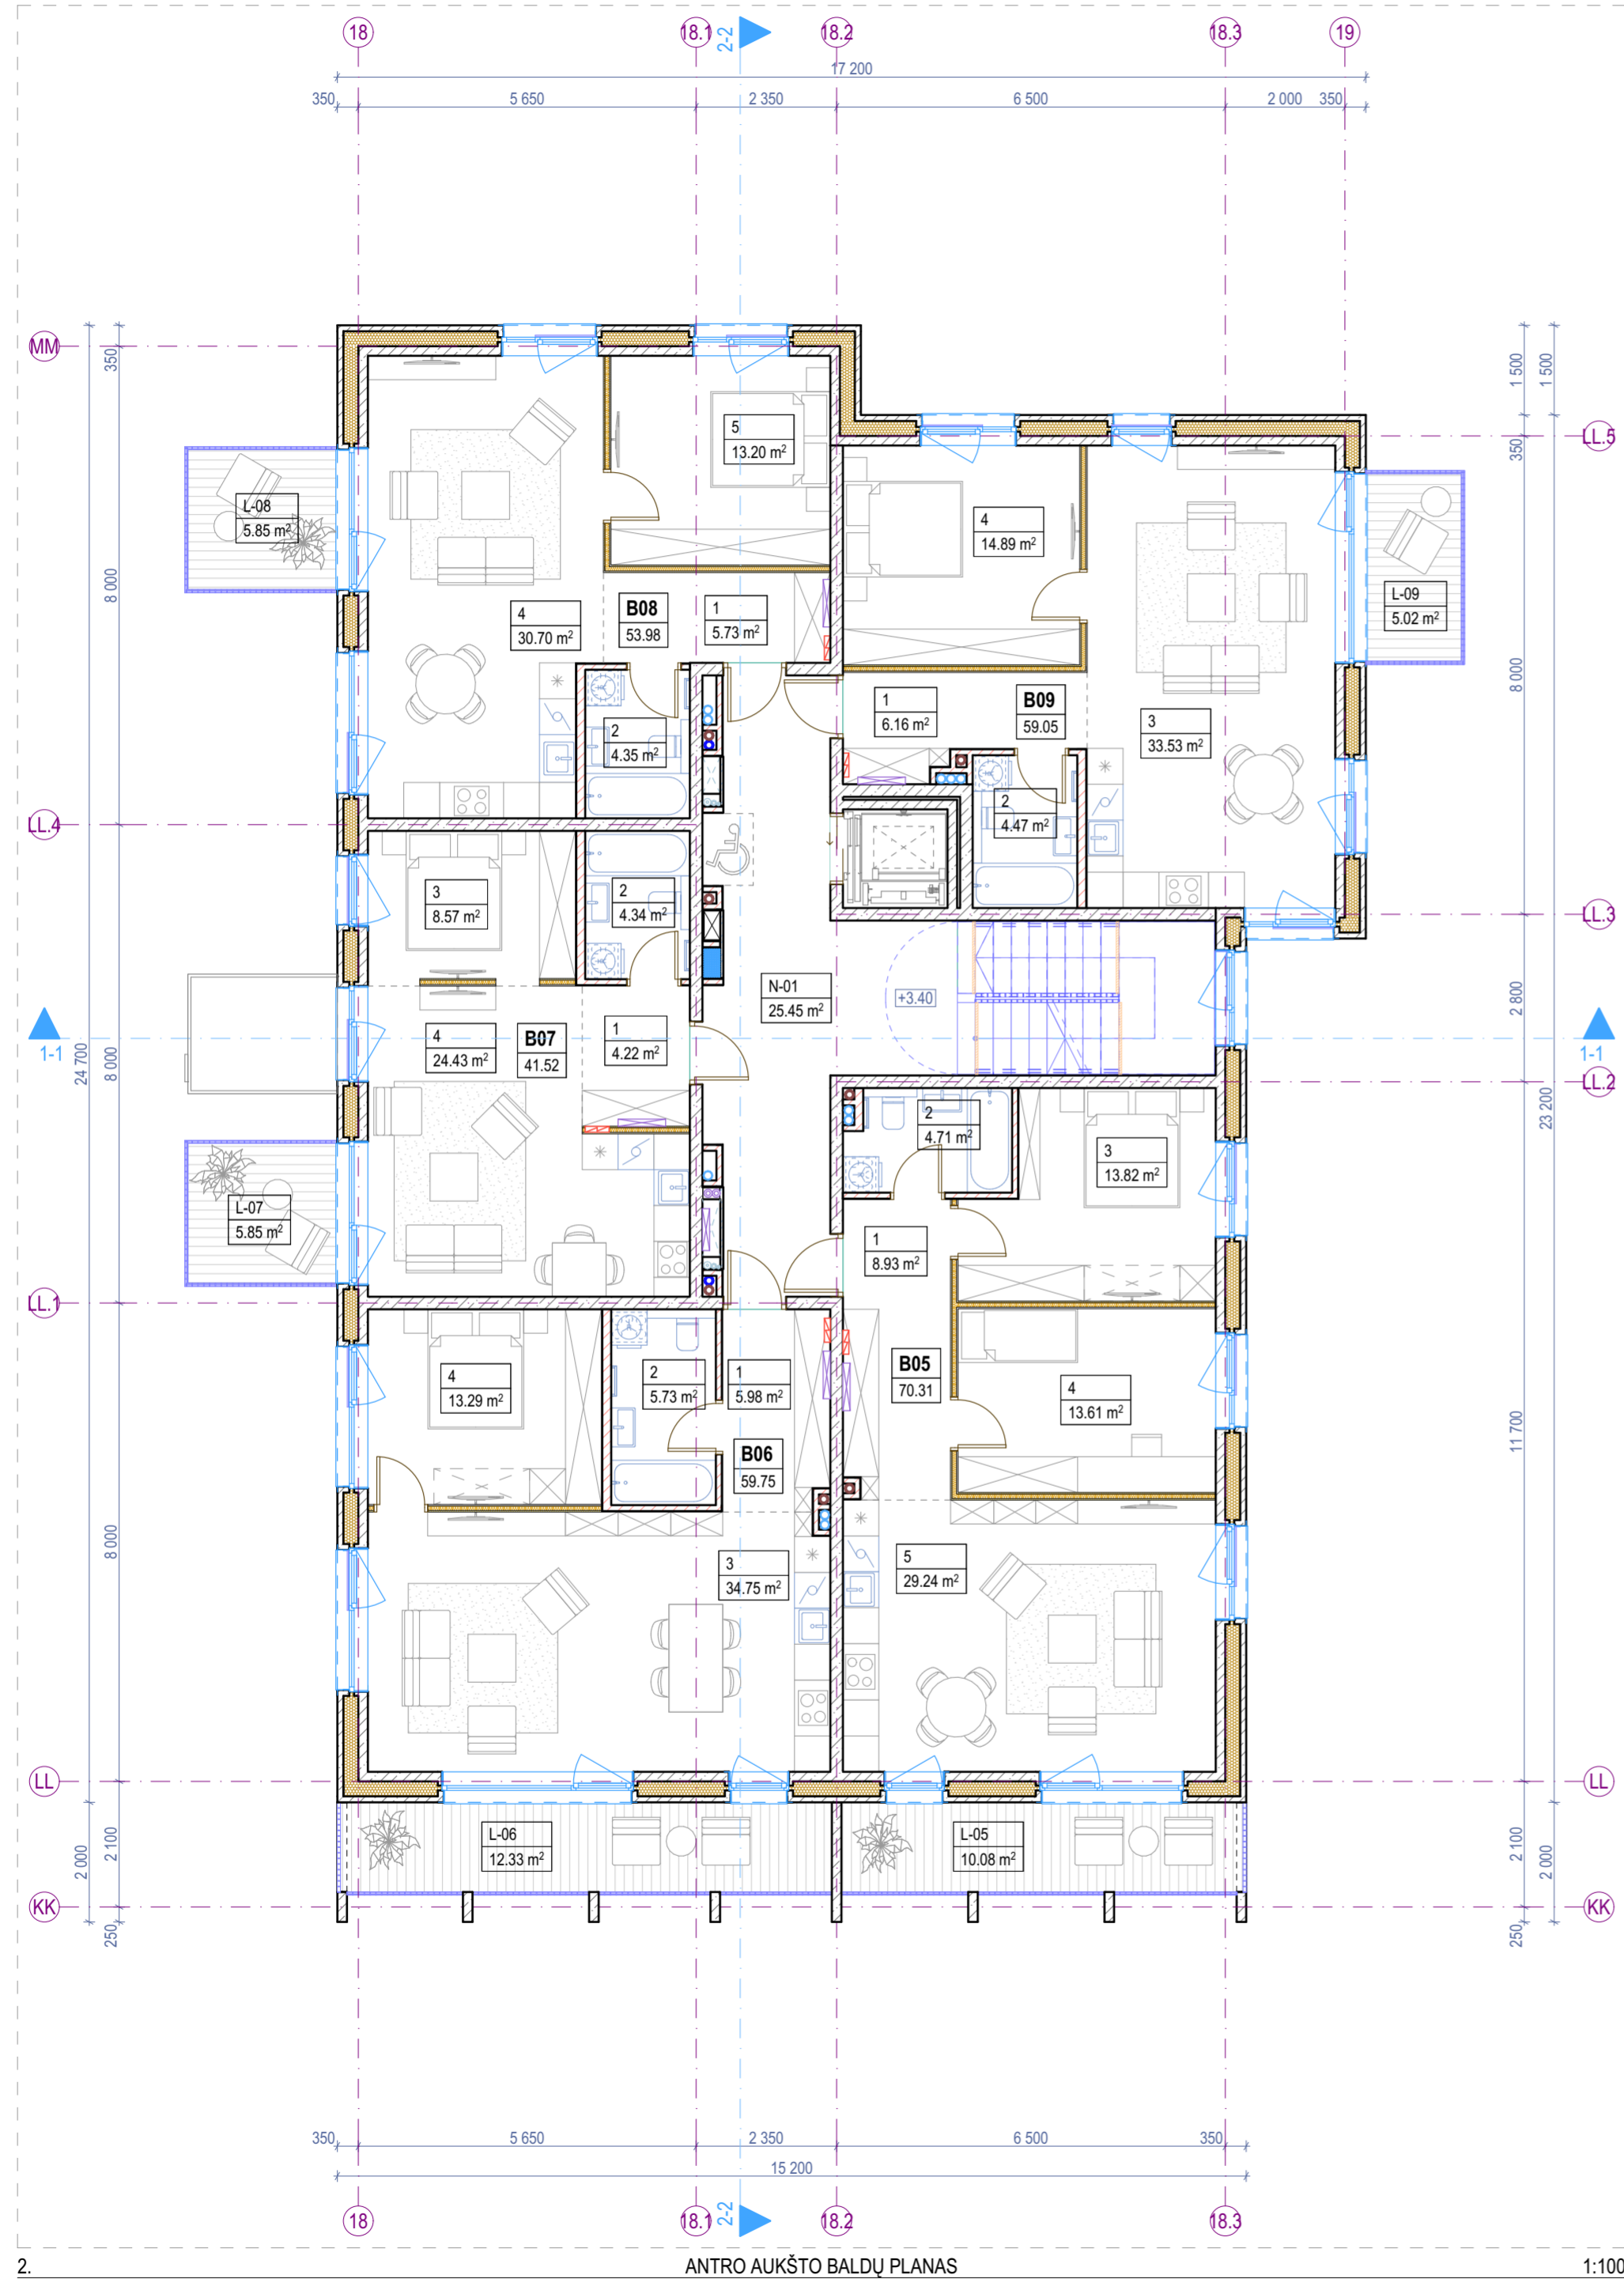 18
18.1
2-2
18.2
18.3
19
17 200
350
5 650
2 350
6 500
2 000
350
MM
350
1 500
1 500
5
13.20 m²
LL.5
350
L-08
5.85 m²
4
14.89 m²
8 000
L-09
5.02 m²
4
30.70 m²
B08
53.98
1
5.73 m²
8 000
1
6.16 m²
B09
59.05
3
33.53 m²
2
4.35 m²
2
4.47 m²
LL.4
3
8.57 m²
2
4.34 m²
LL.3
N-01
25.45 m²
+3.40
2 800
1-1
4
24.43 m²
B07
41.52
1
4.22 m²
1-1
24 700
8 000
LL.2
23 200
2
4.71 m²
3
13.82 m²
L-07
5.85 m²
1
8.93 m²
LL.1
4
13.29 m²
2
5.73 m²
1
5.98 m²
B05
70.31
4
13.61 m²
11 700
B06
59.75
8 000
3
34.75 m²
5
29.24 m²
LL
LL
L-06
12.33 m²
L-05
10.08 m²
2 000
2 100
2 100
2 000
KK
KK
250
250
350
5 650
2 350
6 500
350
15 200
18
18.1
2-2
18.2
18.3
2.
ANTRO AUKŠTO BALDŲ PLANAS
1:100